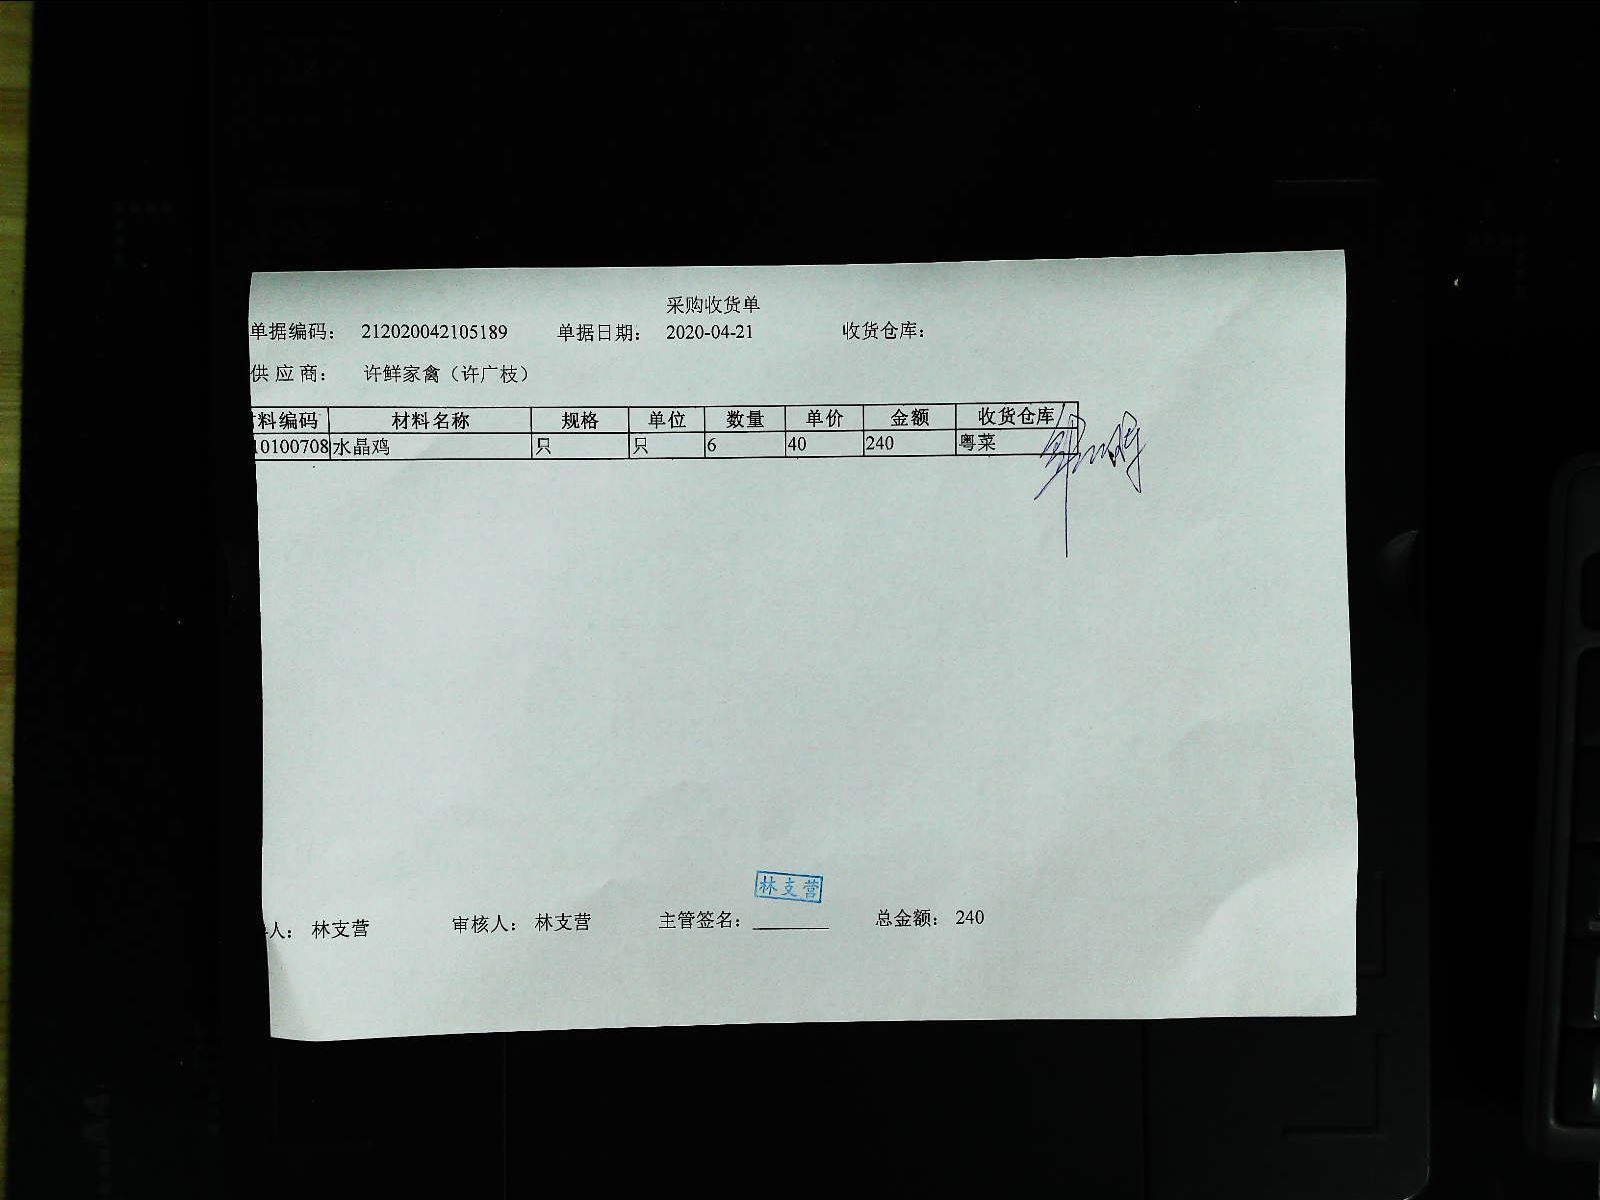 采购收货单
单据编码： 212020042105189 单据日期： 2020-04-21 收货仓库：
供应商： 许鲜家禽（许广枝）
料编码 材料名称 规格 单位 数量 单价 金额 收货仓库
10100708 水晶鸡 只 只 6 40 240 粤菜
林支营
人： 林支营 审核人： 林支营 主管签名： 总金额： 240